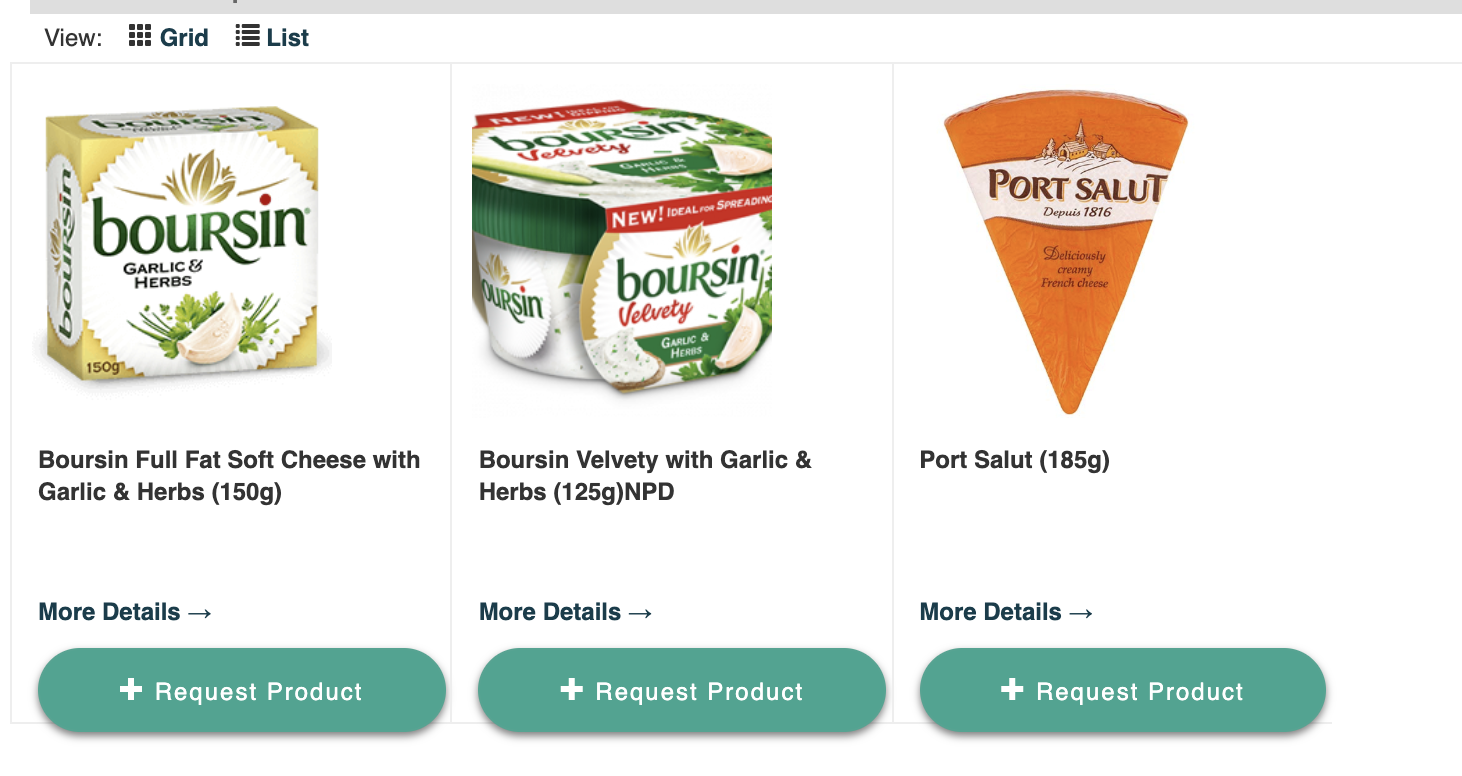 View: Grid List
boursin
boursin
GARLIC &
HERBS
150g
NEW!
boursin
Velvety
GARLIC &
HERBS
NEW! IDEAL FOR SPREADING
boursin
boursin
Velvety
GARLIC &
HERBS
PORT SALUT
Depuis 1816
Deliciously
creamy
French cheese
Boursin Full Fat Soft Cheese with
Garlic & Herbs (150g)
Boursin Velvety with Garlic &
Herbs (125g)NPD
Port Salut (185g)
More Details →
More Details →
More Details →
+ Request Product
+ Request Product
+ Request Product